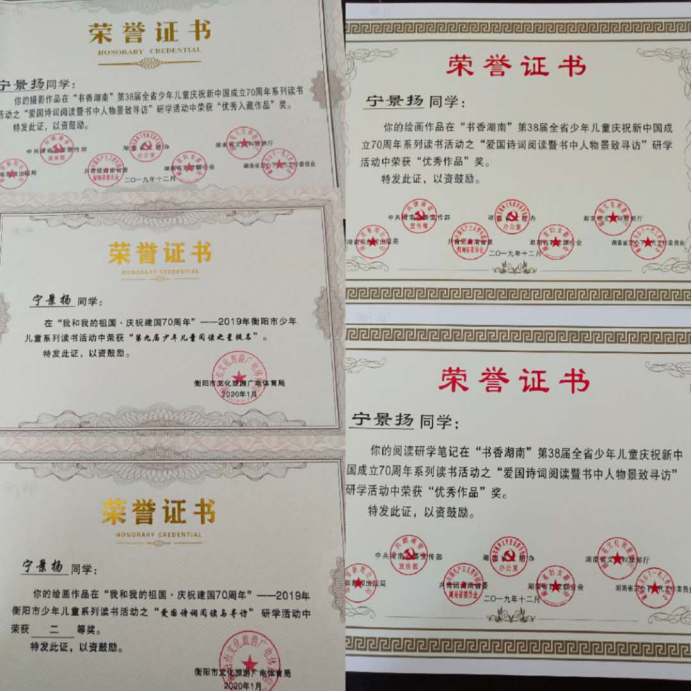 荣誉证书
HONORARY CREDENTIAL
宁景扬同学:
你的摄影作品在“书香湖南”第38届全省少年儿童庆祝新中国成立70周年系列读书
活动之“爱国诗词阅读暨书中人物景致寻访”研学活动中荣获“优秀入藏作品”奖。
特发此证,以资鼓励。
二〇一九年十二月
荣誉证书
HONORARY CREDENTIAL
宁景扬同学:
在“我和我的祖国·庆祝建国70周年”——2019年衡阳市少年
儿童系列读书活动中荣获“第九届少年儿童阅读之星提名”。
特发此证,以资鼓励。
衡阳市文化旅游广电体育局
2020年1月
荣誉证书
HONORARY CREDENTIAL
宁景扬同学:
你的绘画作品在“我和我的祖国·庆祝建国70周年”——2019年
衡阳市少年儿童系列读书活动之“爱国诗词阅读与寻访”研学活动中
荣获 二 等奖。
特发此证,以资鼓励。
衡阳市文化旅游广电体育局
2020年1月
荣誉证书
宁景扬同学:
你的绘画作品在“书香湖南”第38届全省少年儿童庆祝新中国成
立70周年系列读书活动之“爱国诗词阅读暨书中人物景致寻访”研学
活动中荣获“优秀作品”奖。
特发此证,以资鼓励。
二〇一九年十二月
荣誉证书
宁景扬同学:
你的阅读研学笔记在“书香湖南”第38届全省少年儿童庆祝新中
国成立70周年系列读书活动之“爱国诗词阅读暨书中人物景致寻访”
研学活动中荣获“优秀作品”奖。
特发此证,以资鼓励。
二〇一九年十二月